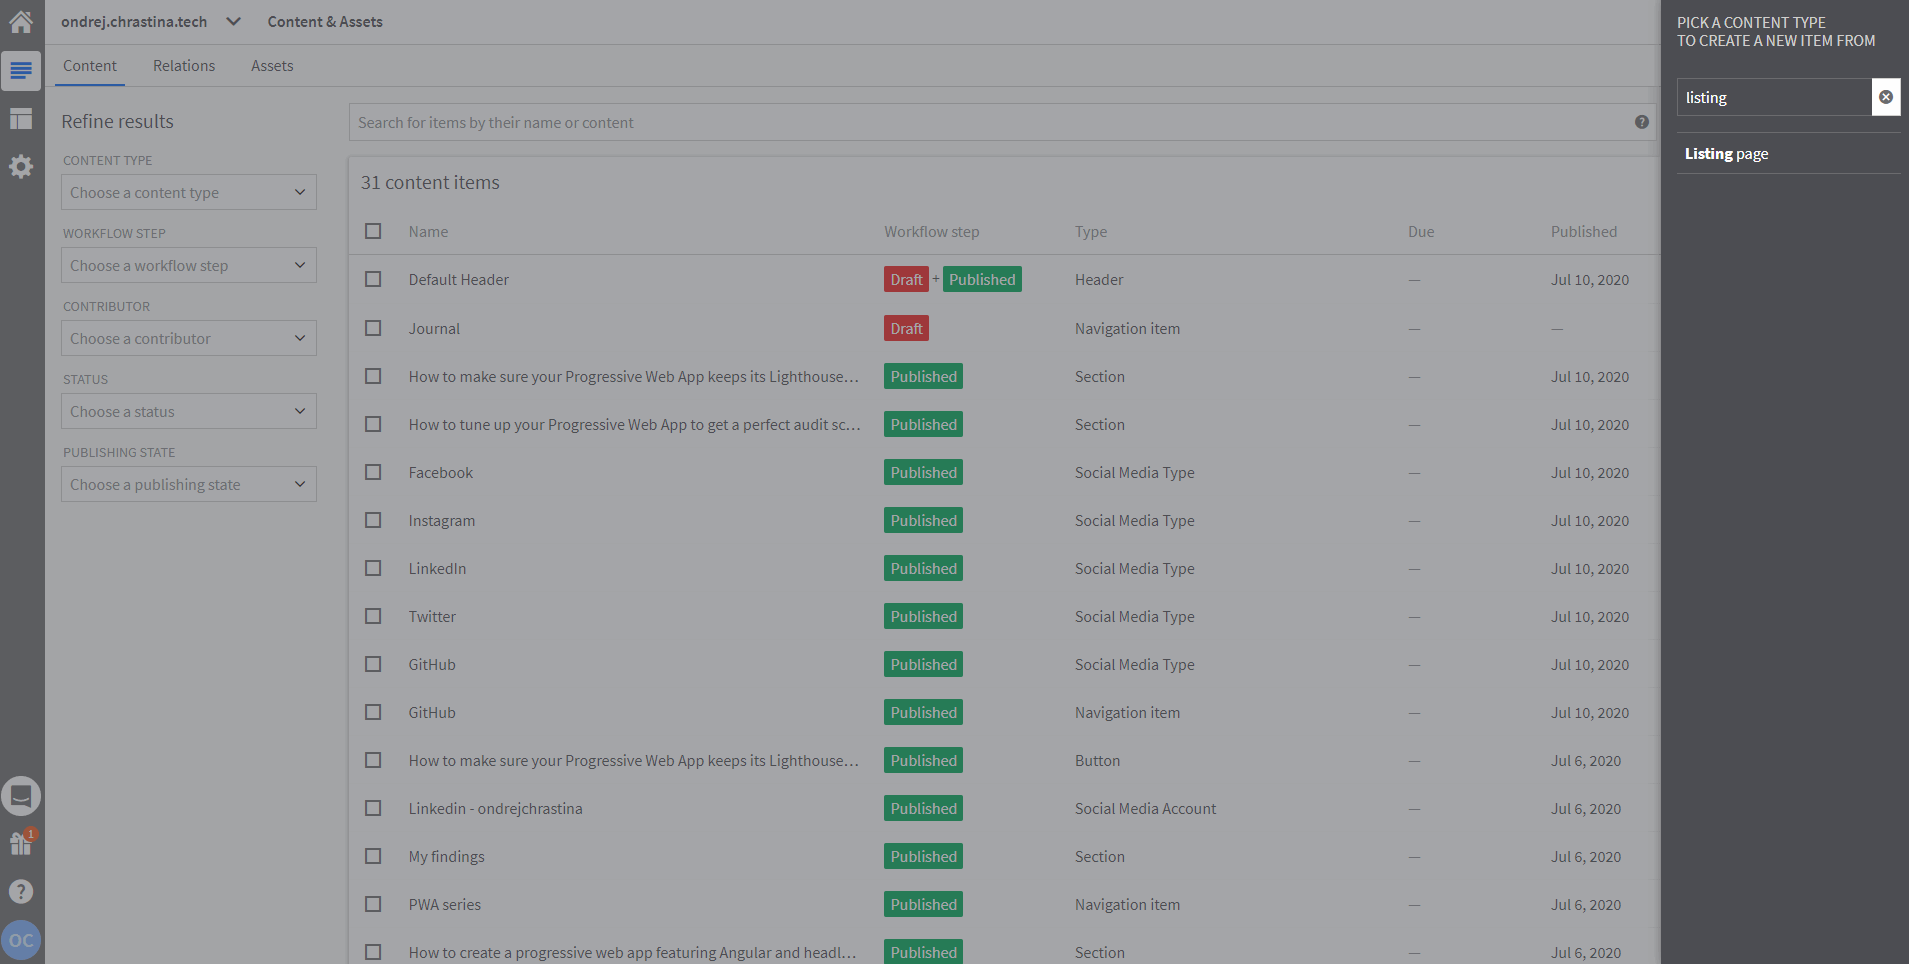 ondrej.chrastina.tech Content & Assets
Content Relations Assets
Refine results
CONTENT TYPE
Choose a content type
WORKFLOW STEP
Choose a workflow step
CONTRIBUTOR
Choose a contributor
STATUS
Choose a status
PUBLISHING STATE
Choose a publishing state
1
?
OC
Search for items by their name or content ?
31 content items
Name Workflow step Type Due Published
Default Header Draft + Published Header — Jul 10, 2020
Journal Draft Navigation item — —
How to make sure your Progressive Web App keeps its Lighthouse... Published Section — Jul 10, 2020
How to tune up your Progressive Web App to get a perfect audit sc... Published Section — Jul 10, 2020
Facebook Published Social Media Type — Jul 10, 2020
Instagram Published Social Media Type — Jul 10, 2020
LinkedIn Published Social Media Type — Jul 10, 2020
Twitter Published Social Media Type — Jul 10, 2020
GitHub Published Social Media Type — Jul 10, 2020
GitHub Published Navigation item — Jul 10, 2020
How to make sure your Progressive Web App keeps its Lighthouse... Published Button — Jul 6, 2020
Linkedin - ondrejchrastina Published Social Media Account — Jul 6, 2020
My findings Published Section — Jul 6, 2020
PWA series Published Navigation item — Jul 6, 2020
How to create a progressive web app featuring Angular and headl... Published Section — Jul 6, 2020
PICK A CONTENT TYPE
TO CREATE A NEW ITEM FROM
listing
Listing page